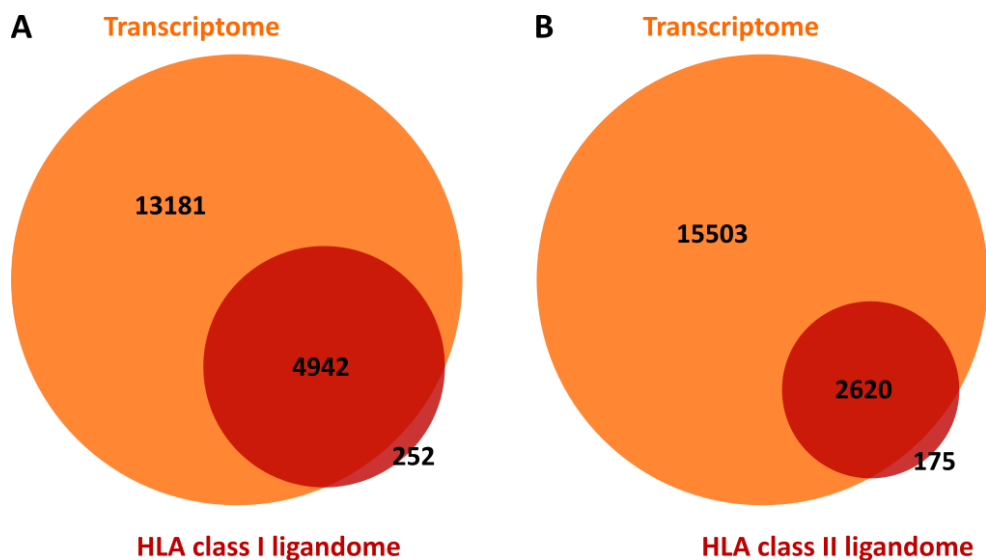 A
Transcriptome
13181
4942
252
HLA class I ligandome
B
Transcriptome
15503
2620
175
HLA class II ligandome